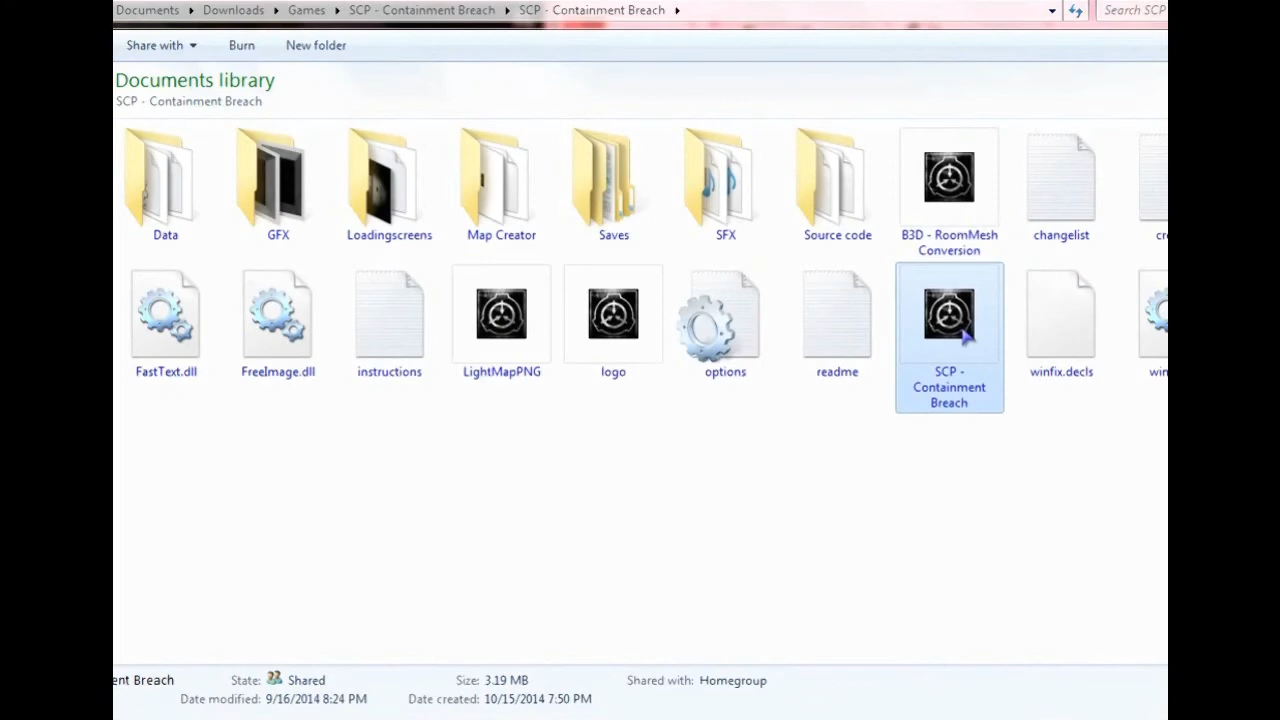 Documents ▸ Downloads ▸ Games ▸ SCP - Containment Breach ▸ SCP - Containment Breach ▸ Search SCP
Share with Burn New folder
Documents library
SCP - Containment Breach
Data GFX Loadingscreens Map Creator Saves SFX Source code B3D - RoomMesh Conversion changelist
FastText.dll FreeImage.dll instructions LightMapPNG logo options readme SCP - Containment Breach winfix.decls
ent Breach State: Shared Size: 3.19 MB Shared with: Homegroup
Date modified: 9/16/2014 8:24 PM Date created: 10/15/2014 7:50 PM